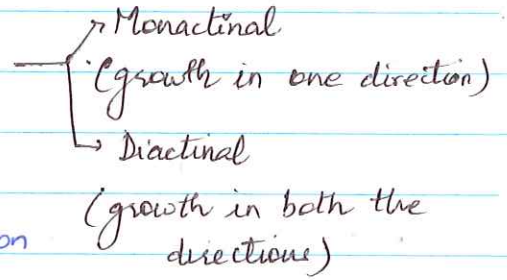 Monactinal
(growth in one direction)
Diactinal
(growth in both the
on
directions)